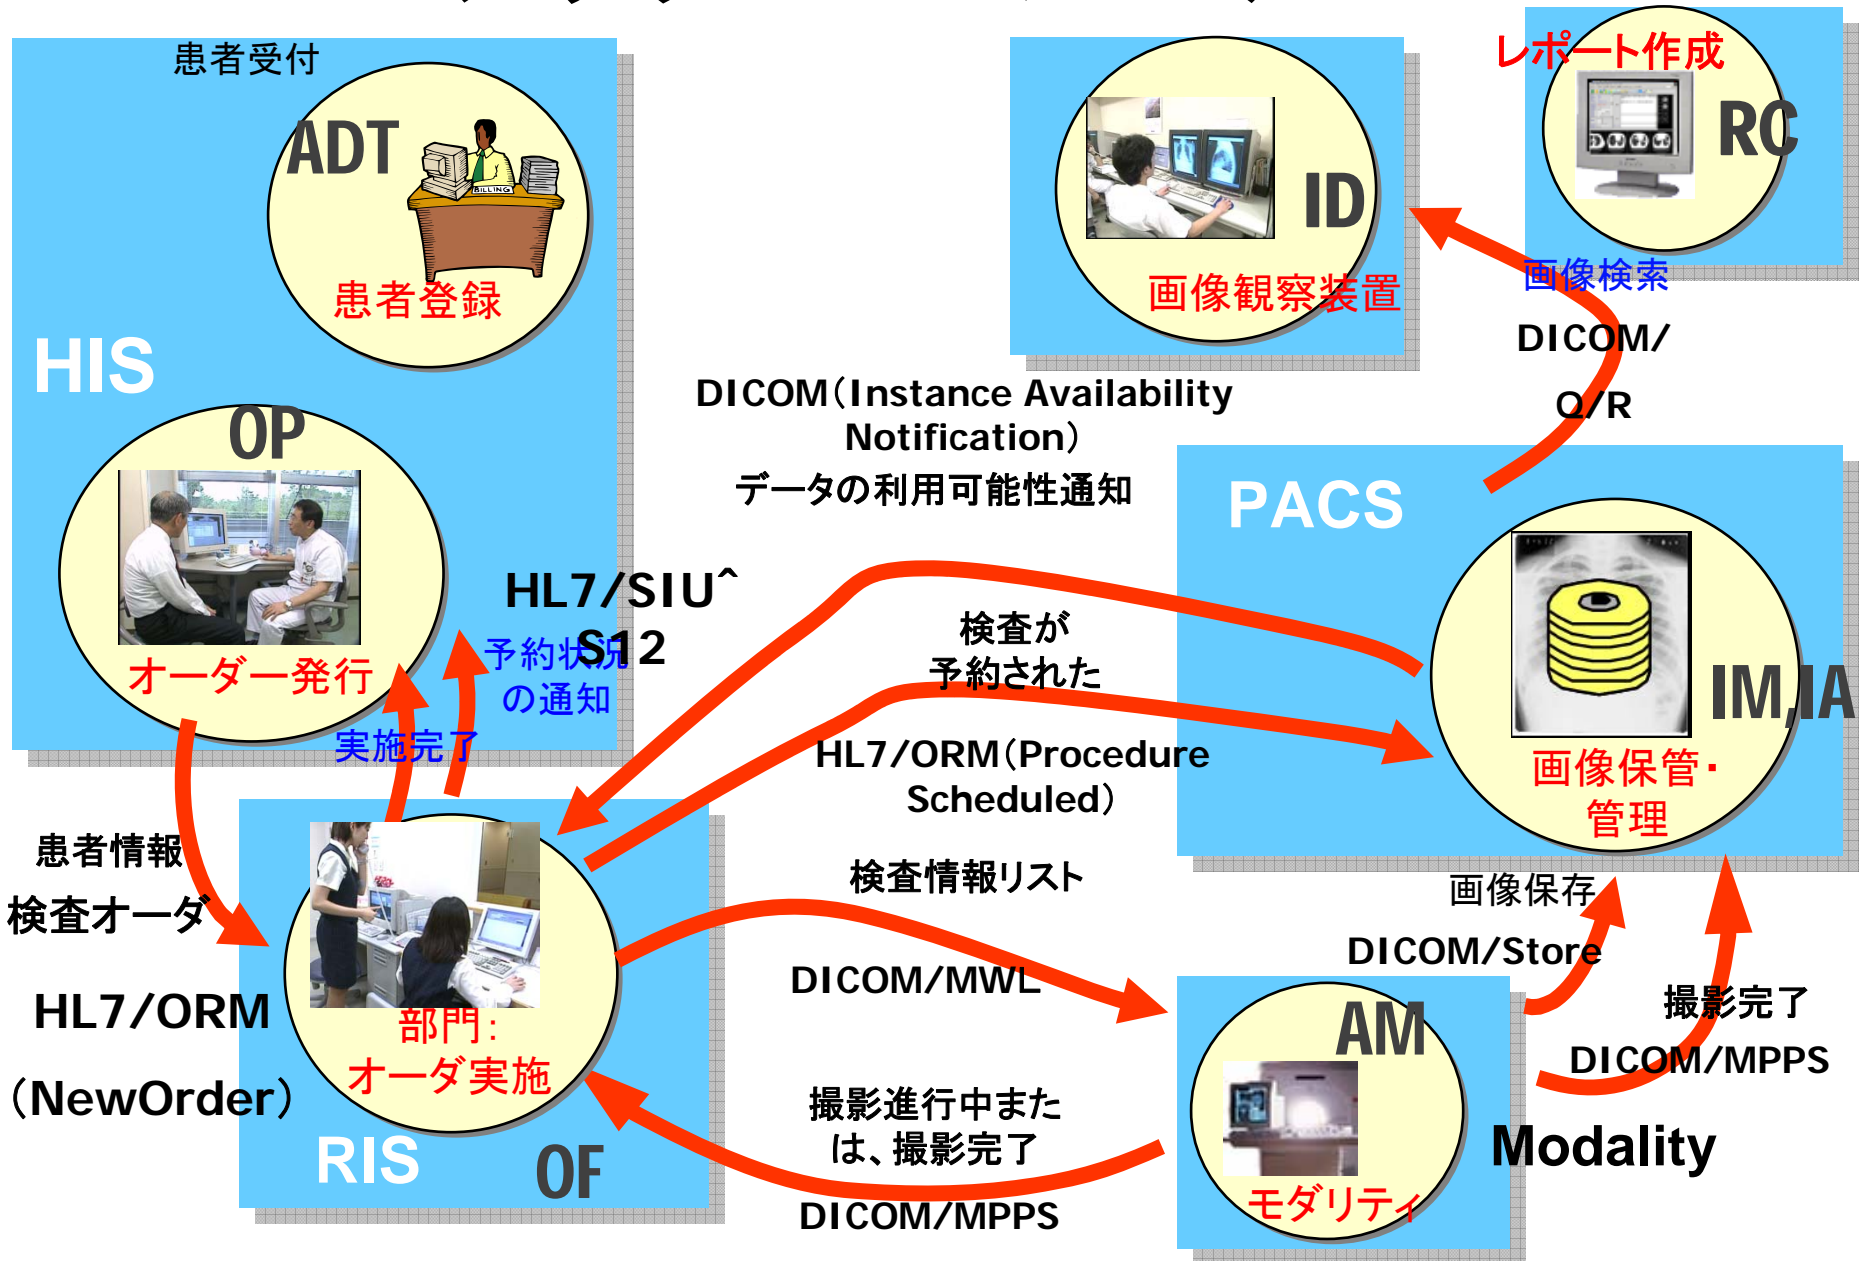 患者受付
ADT
BILLING
患者登録
HIS
OP
オーダー発行
HL7/SIU^
S12
予約状況
の通知
実施完了
患者情報
検査オーダ
HL7/ORM
(NewOrder)
部門:
オーダ実施
RIS
OF
ID
画像観察装置
レポート作成
RC
画像検索
DICOM/
Q/R
DICOM(Instance Availability
Notification)
データの利用可能性通知
PACS
IM,IA
画像保管・
管理
検査が
予約された
HL7/ORM(Procedure
Scheduled)
検査情報リスト
DICOM/MWL
画像保存
DICOM/Store
撮影完了
DICOM/MPPS
AM
モダリティ
Modality
撮影進行中また
は、撮影完了
DICOM/MPPS